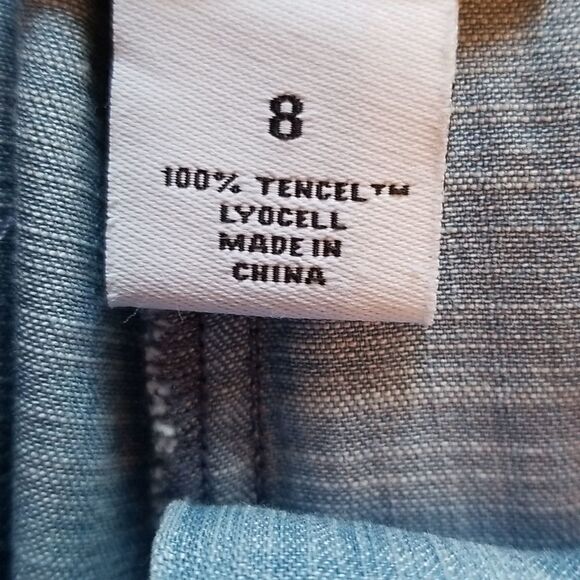 8
100% TENCEL™
LYOCELL
MADE IN
CHINA